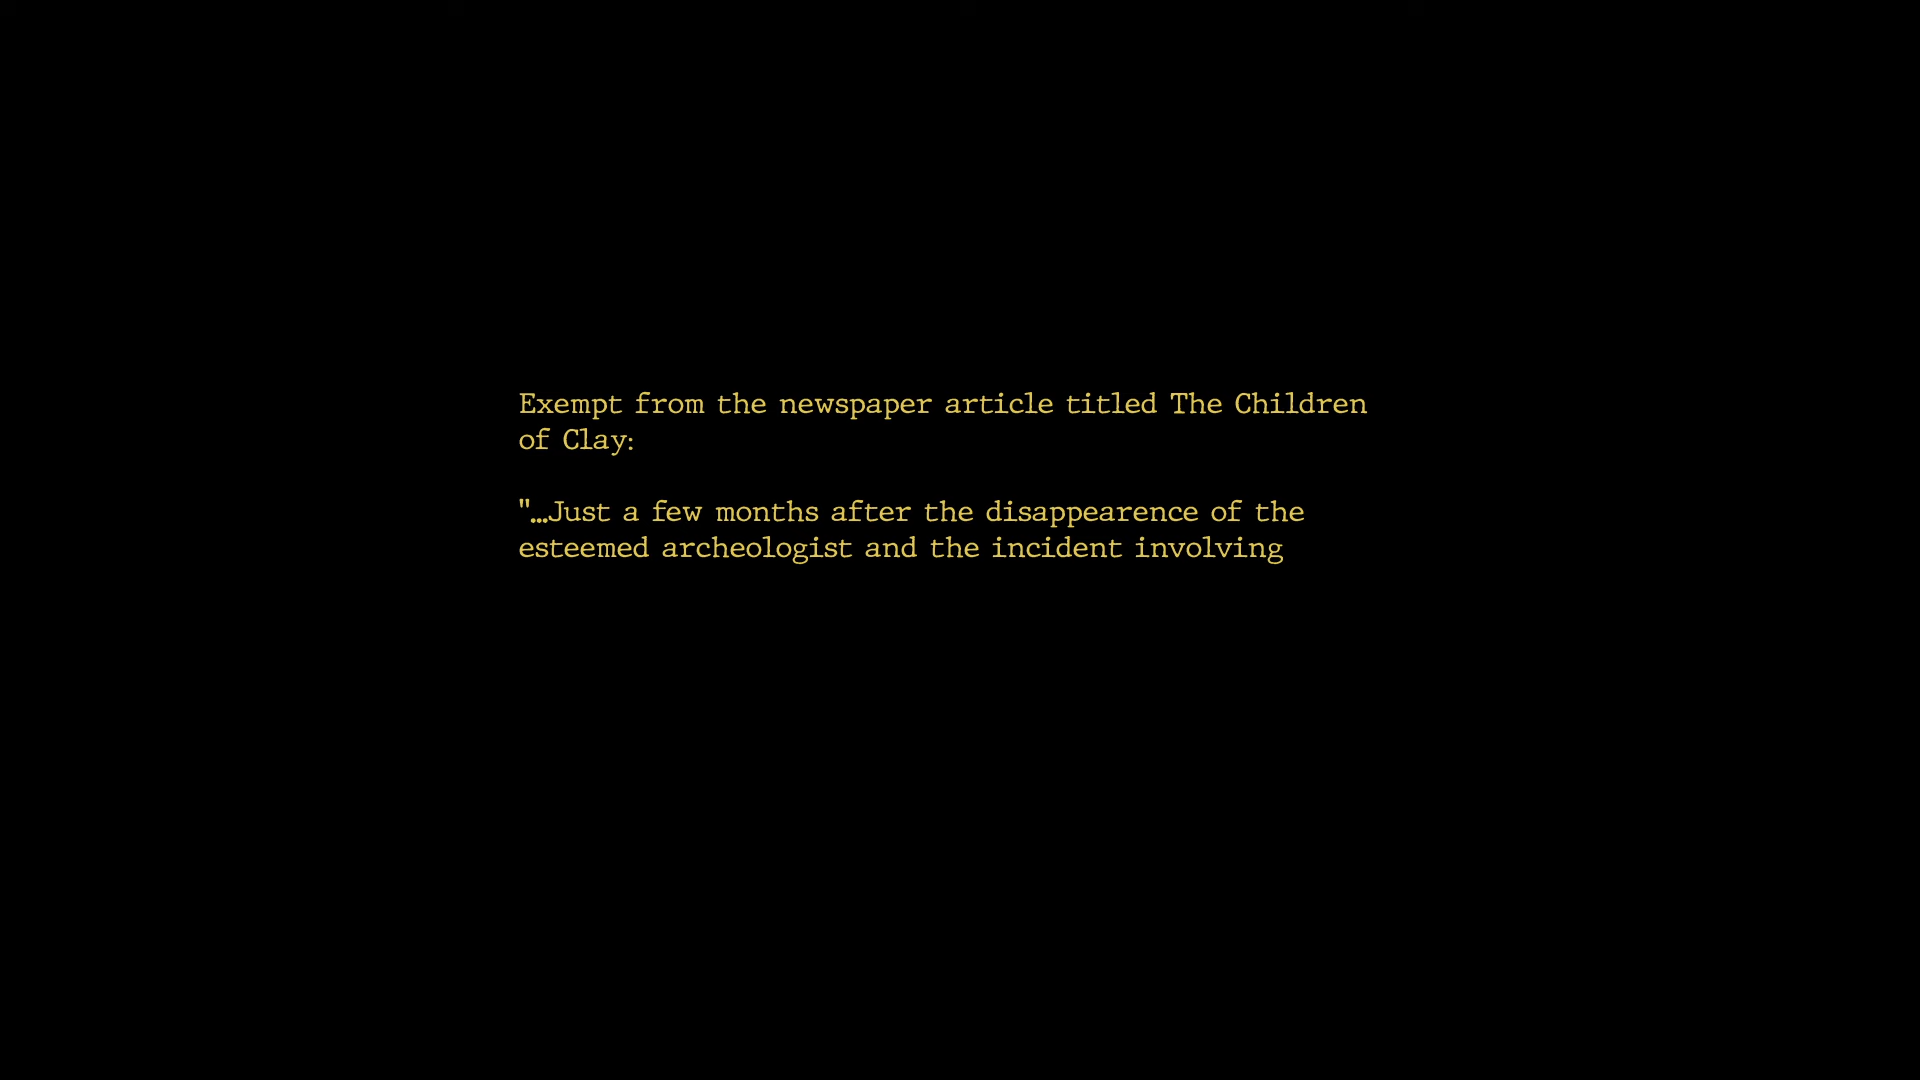 Exempt from the newspaper article titled The Children
of Clay:
"...Just a few months after the disappearence of the
esteemed archeologist and the incident involving